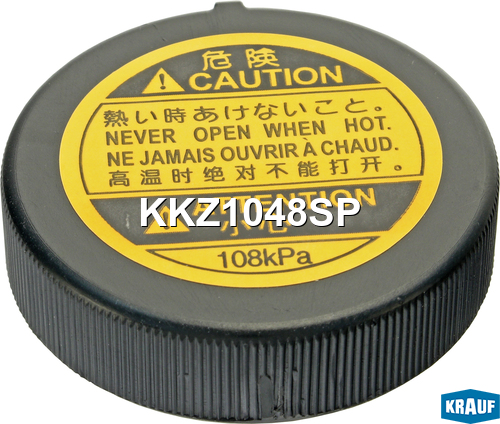 危険
CAUTION
熱い時あけないこと。
NEVER OPEN WHEN HOT.
NE JAMAIS OUVRIR À CHAUD.
高温时绝对不能打开。
ATTENTION
KKZ1048SP
108kPa
KRAUF